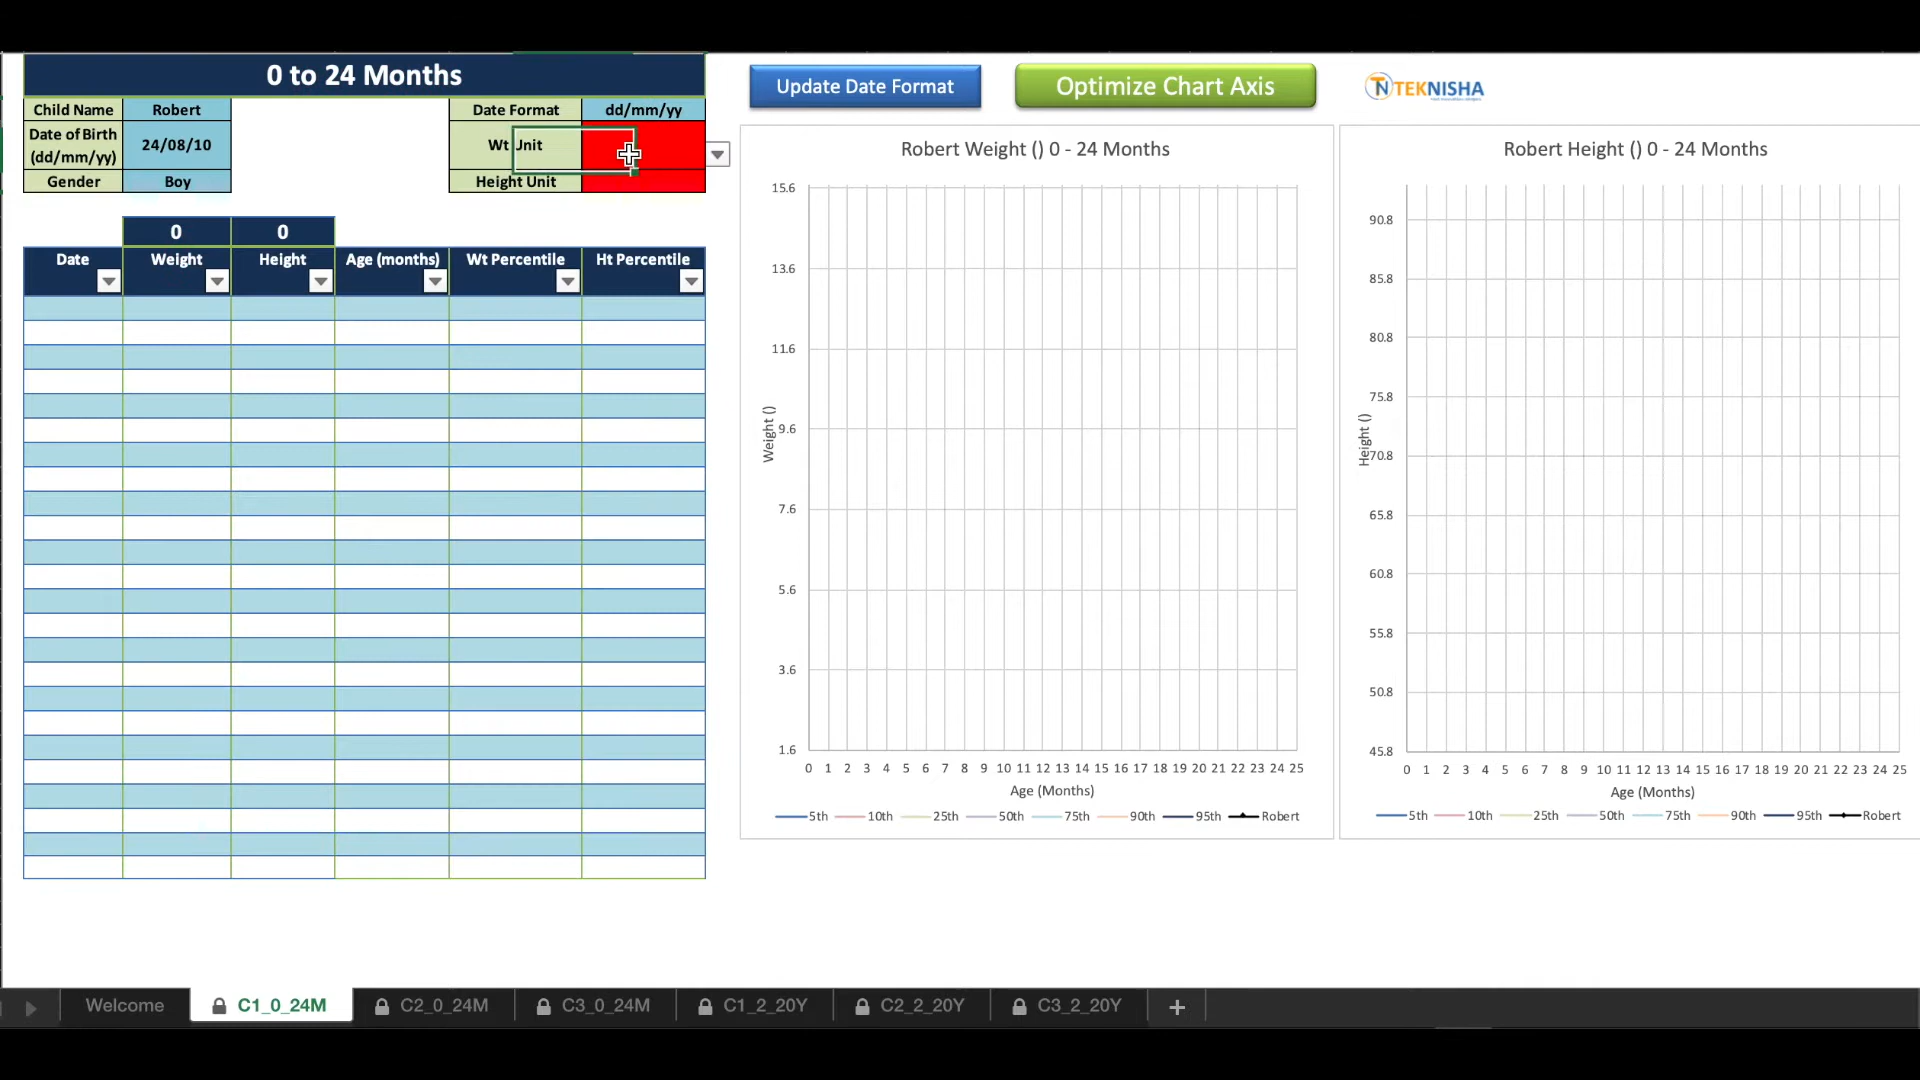 0 to 24 Months
Child Name Robert
Date of Birth (dd/mm/yy) 24/08/10
Gender Boy
Date Format dd/mm/yy
Wt Unit
Height Unit
Update Date Format
Optimize Chart Axis
TEKNISHA
0 0
Date Weight Height Age (months) Wt Percentile Ht Percentile
Robert Weight () 0 - 24 Months
15.6
13.6
11.6
9.6
7.6
5.6
3.6
1.6
Weight ()
0 1 2 3 4 5 6 7 8 9 10 11 12 13 14 15 16 17 18 19 20 21 22 23 24 25
Age (Months)
5th 10th 25th 50th 75th 90th 95th Robert
Robert Height () 0 - 24 Months
90.8
85.8
80.8
75.8
70.8
65.8
60.8
55.8
50.8
45.8
Height ()
0 1 2 3 4 5 6 7 8 9 10 11 12 13 14 15 16 17 18 19 20 21 22 23 24 25
Age (Months)
5th 10th 25th 50th 75th 90th 95th Robert
Welcome C1_0_24M C2_0_24M C3_0_24M C1_2_20Y C2_2_20Y C3_2_20Y +